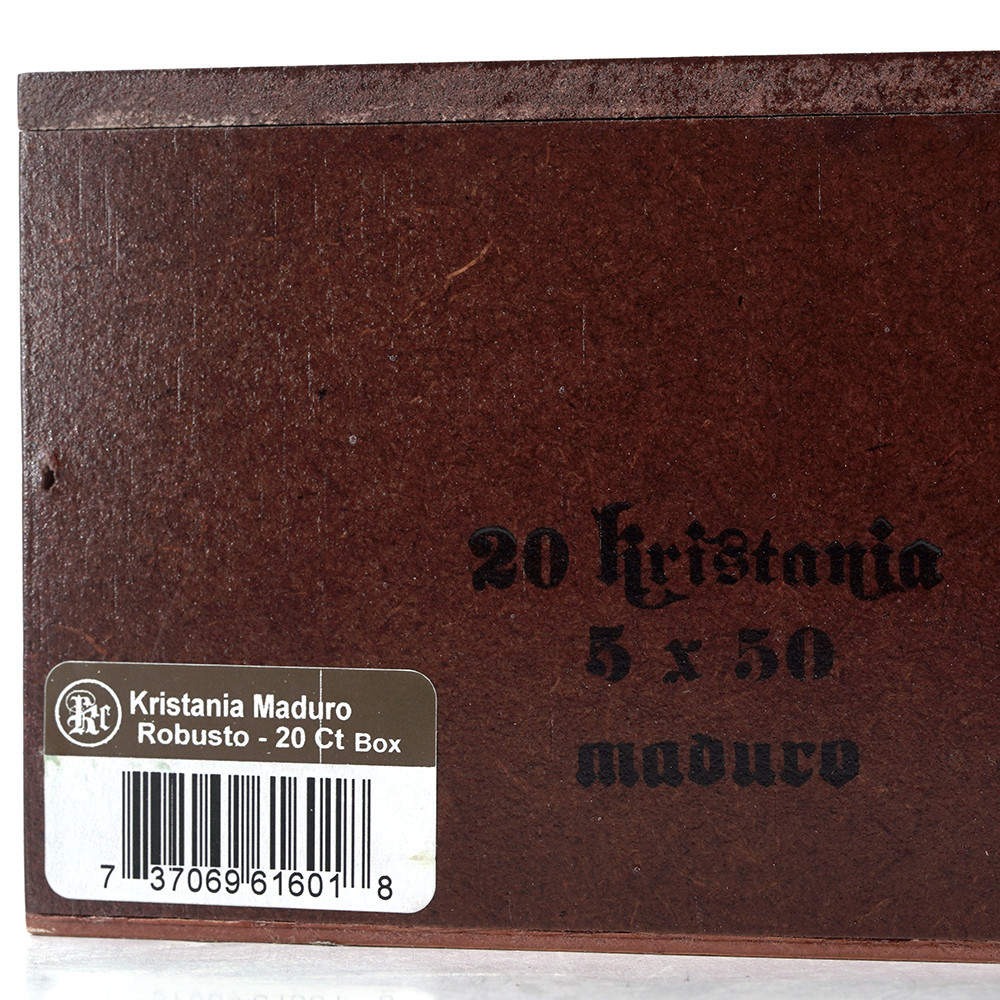 20 Kristania
5 x 50
maduro
Kristania Maduro
Robusto - 20 Ct Box
7 37069 61601 8